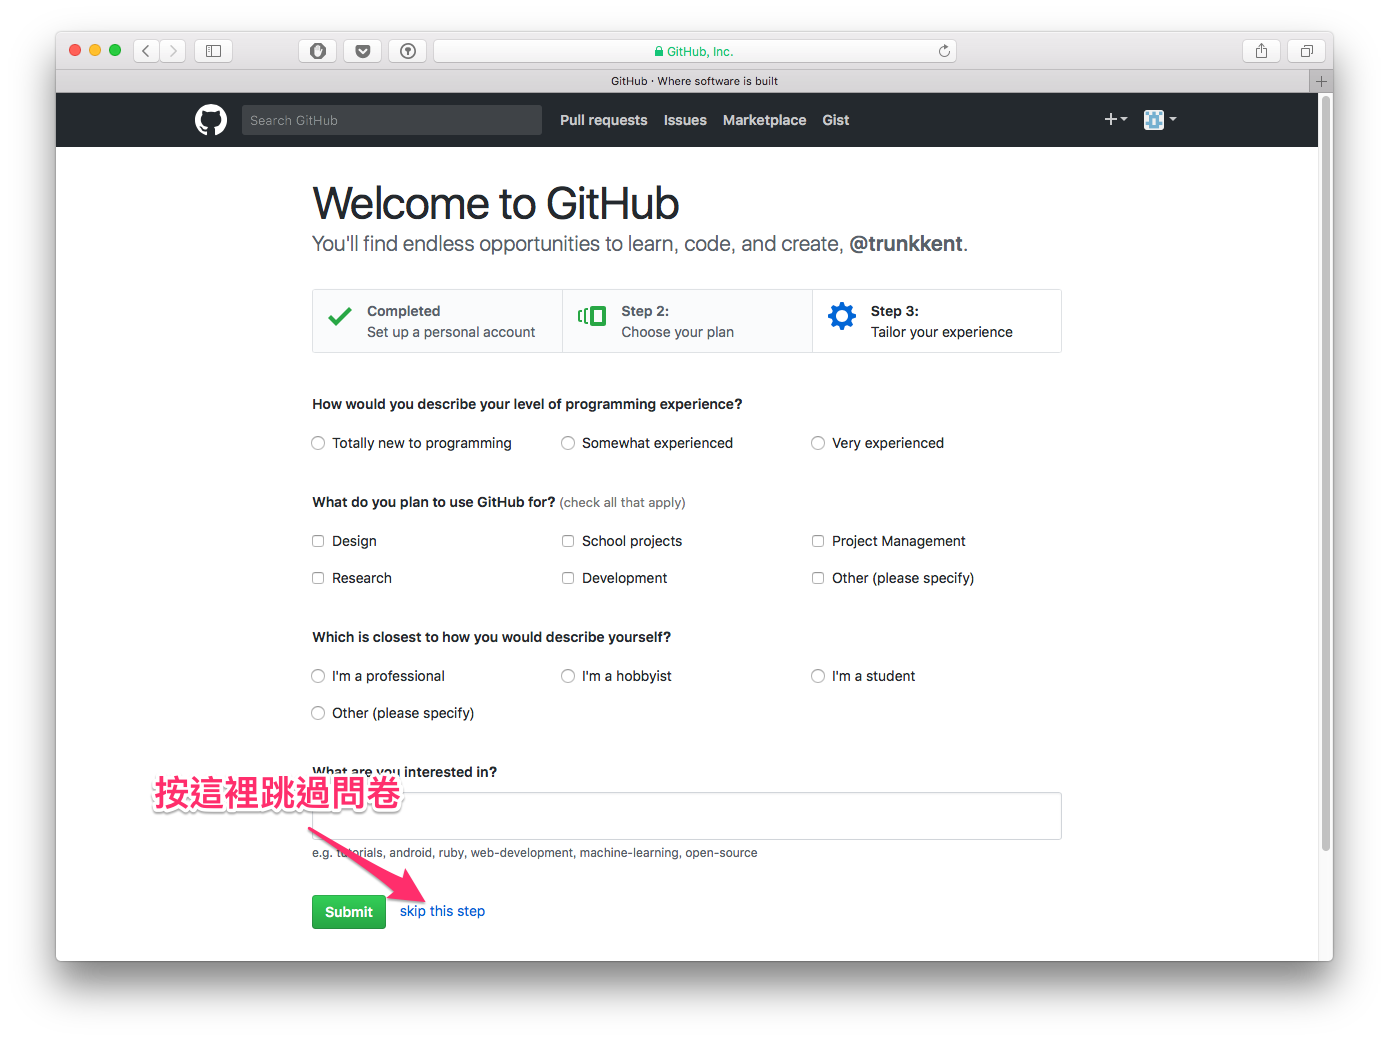 GitHub, Inc.
GitHub · Where software is built
Search GitHub
Pull requests
Issues
Marketplace
Gist
Welcome to GitHub
You'll find endless opportunities to learn, code, and create, @trunkkent.
Completed
Set up a personal account
Step 2:
Choose your plan
Step 3:
Tailor your experience
How would you describe your level of programming experience?
Totally new to programming
Somewhat experienced
Very experienced
What do you plan to use GitHub for? (check all that apply)
Design
School projects
Project Management
Research
Development
Other (please specify)
Which is closest to how you would describe yourself?
I'm a professional
I'm a hobbyist
I'm a student
Other (please specify)
What are you interested in?
按這裡跳過問卷
e.g. tutorials, android, ruby, web-development, machine-learning, open-source
Submit
skip this step